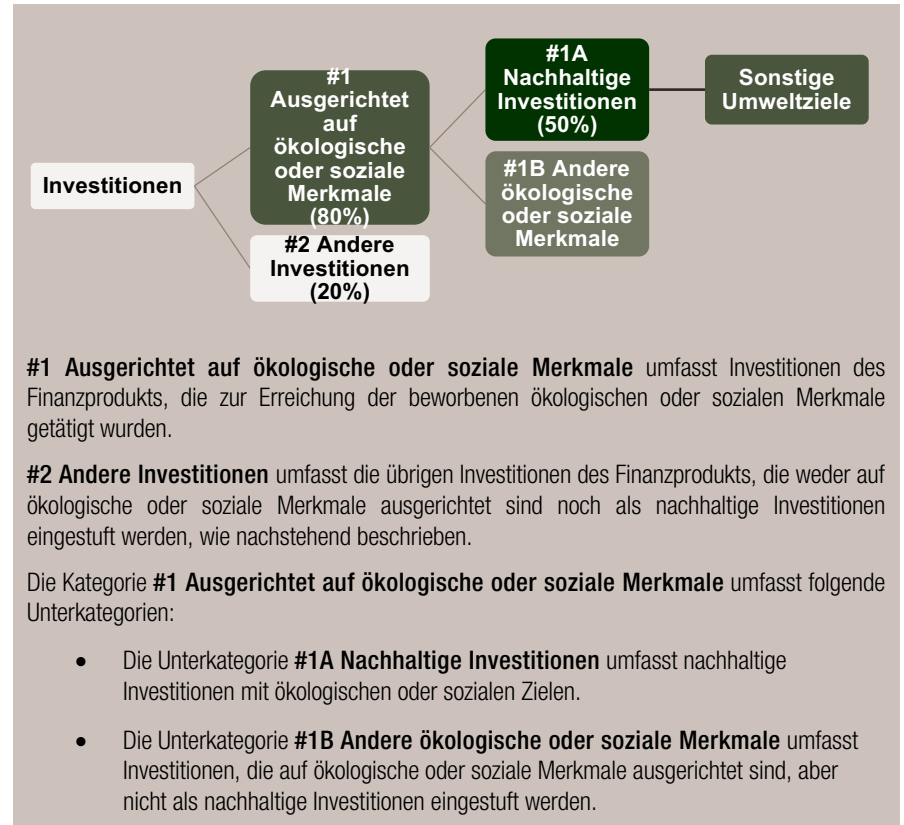 Investitionen
#1
Ausgerichtet
auf
ökologische
oder soziale
Merkmale
(80%)
#2 Andere
Investitionen
(20%)
#1A
Nachhaltige
Investitionen
(50%)
#1B Andere
ökologische
oder soziale
Merkmale
Sonstige
Umweltziele
#1 Ausgerichtet auf ökologische oder soziale Merkmale umfasst Investitionen des
Finanzprodukts, die zur Erreichung der beworbenen ökologischen oder sozialen Merkmale
getätigt wurden.
#2 Andere Investitionen umfasst die übrigen Investitionen des Finanzprodukts, die weder auf
ökologische oder soziale Merkmale ausgerichtet sind noch als nachhaltige Investitionen
eingestuft werden, wie nachstehend beschrieben.
Die Kategorie #1 Ausgerichtet auf ökologische oder soziale Merkmale umfasst folgende
Unterkategorien:
• Die Unterkategorie #1A Nachhaltige Investitionen umfasst nachhaltige
Investitionen mit ökologischen oder sozialen Zielen.
• Die Unterkategorie #1B Andere ökologische oder soziale Merkmale umfasst
Investitionen, die auf ökologische oder soziale Merkmale ausgerichtet sind, aber
nicht als nachhaltige Investitionen eingestuft werden.